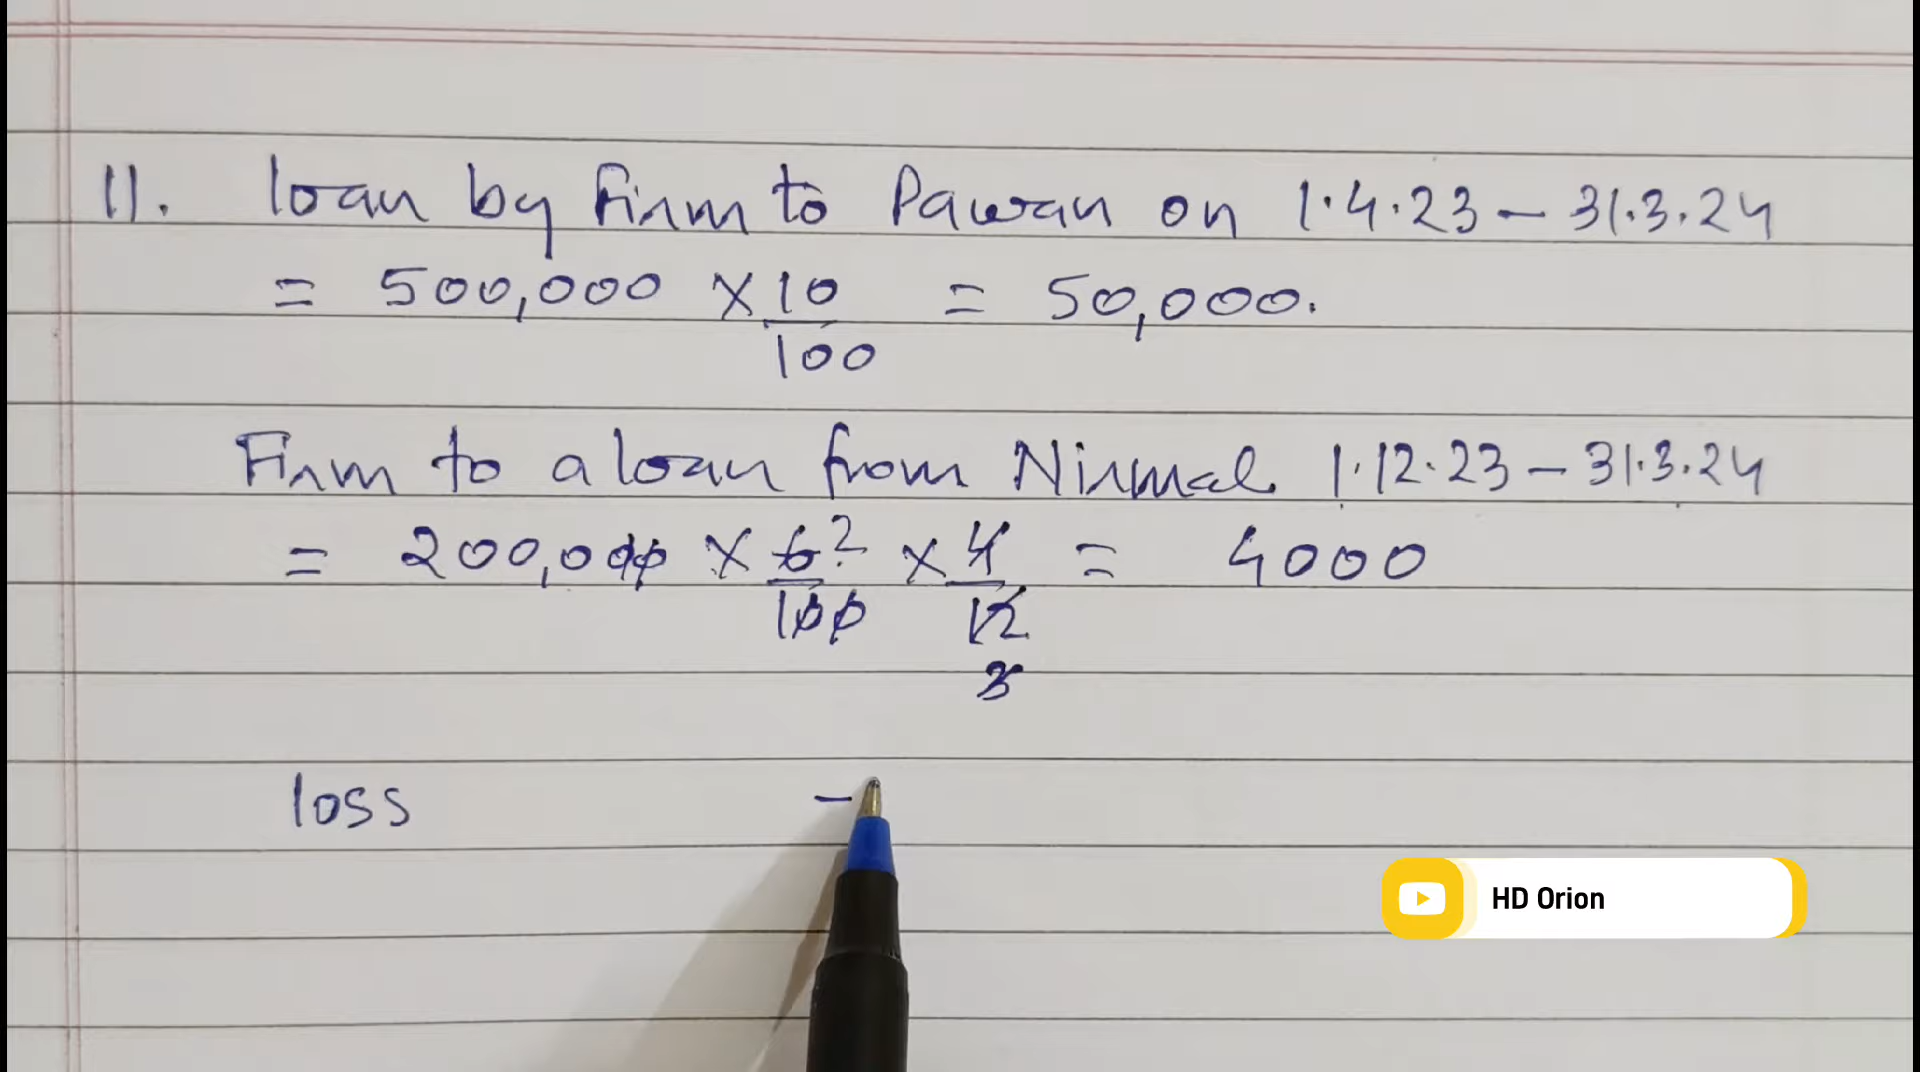 11. loan by Firm to Pawan on 1.4.23 - 31.3.24
= 500,000 × 10/100 = 50,000.
Firm to a loan from Nirmal 1.12.23 - 31.3.24
= 200,000 × 6/100 2 × 4/12 = 4000
3
loss -
HD Orion